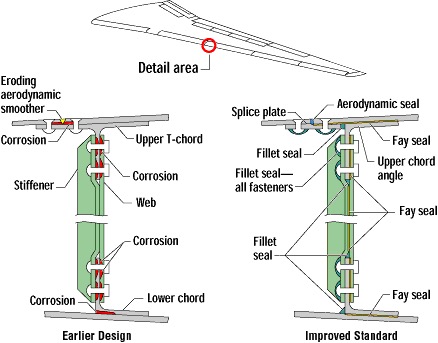 Detail area
Eroding
aerodynamic
smoother
Corrosion
Upper T-chord
Corrosion
Stiffener
Web
Corrosion
Corrosion
Lower chord
Earlier Design
Aerodynamic seal
Splice plate
Fay seal
Fillet seal
Upper chord
angle
Fillet seal—
all fasteners
Fay seal
Fillet
seal
Fay seal
Improved Standard